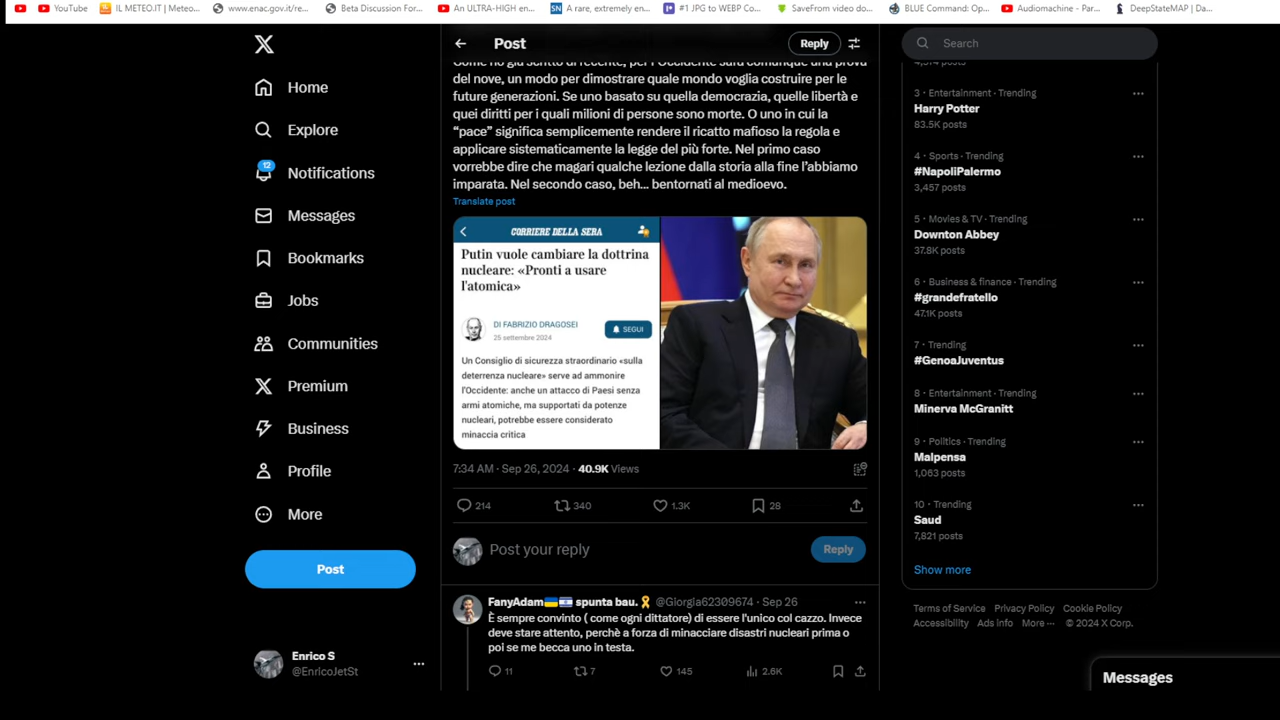 YouTube
IL METEO.IT | Meteo...
www.enac.gov.it/re...
Beta Discussion For...
An ULTRA-HIGH en...
A rare, extremely en...
#1 JPG to WEBP Co...
SaveFrom video do...
BLUE Command: Op...
Audiomachine - Par...
DeepStateMAP | Da...
Home
Explore
12
Notifications
Messages
Bookmarks
Jobs
Communities
Premium
Business
Profile
More
Post
Enrico S
@EnricoJetSt
Post
Reply
Come ho già scritto di recente, per l'Occidente sarà comunque una prova
del nove, un modo per dimostrare quale mondo voglia costruire per le
future generazioni. Se uno basato su quella democrazia, quelle libertà e
quei diritti per i quali milioni di persone sono morte. O uno in cui la
“pace” significa semplicemente rendere il ricatto mafioso la regola e
applicare sistematicamente la legge del più forte. Nel primo caso
vorrebbe dire che magari qualche lezione dalla storia alla fine l’abbiamo
imparata. Nel secondo caso, beh... bentornati al medioevo.
Translate post
CORRIERE DELLA SERA
Putin vuole cambiare la dottrina
nucleare: «Pronti a usare
l'atomica»
DI FABRIZIO DRAGOSEI
25 settembre 2024
SEGUI
Un Consiglio di sicurezza straordinario «sulla
deterrenza nucleare» serve ad ammonire
l'Occidente: anche un attacco di Paesi senza
armi atomiche, ma supportati da potenze
nucleari, potrebbe essere considerato
minaccia critica
7:34 AM · Sep 26, 2024 · 40.9K Views
214 340 1.3K 28
Post your reply
Reply
FanyAdam spunta bau. @Giorgia62309674 · Sep 26
È sempre convinto ( come ogni dittatore) di essere l'unico col cazzo. Invece
deve stare attento, perchè a forza di minacciare disastri nucleari prima o
poi se me becca uno in testa.
11 7 145 2.6K
Search
4,574 posts
3 · Entertainment · Trending
Harry Potter
83.5K posts
4 · Sports · Trending
#NapoliPalermo
3,457 posts
5 · Movies & TV · Trending
Downton Abbey
37.8K posts
6 · Business & finance · Trending
#grandefratello
47.1K posts
7 · Trending
#GenoaJuventus
8 · Entertainment · Trending
Minerva McGranitt
9 · Politics · Trending
Malpensa
1,063 posts
10 · Trending
Saud
7,821 posts
Show more
Terms of Service Privacy Policy Cookie Policy
Accessibility Ads info More ··· © 2024 X Corp.
Messages